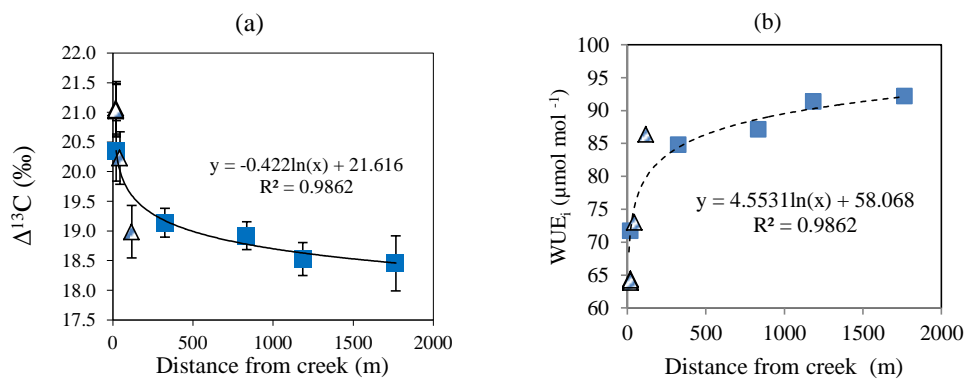 (a)
22.0
21.5
21.0
20.5
20.0
19.5
19.0
18.5
18.0
17.5
Δ¹³C (‰)
y = -0.422ln(x) + 21.616
R² = 0.9862
0 500 1000 1500 2000
Distance from creek (m)
(b)
100
95
90
85
80
75
70
65
60
WUEᵢ (µmol mol ⁻¹)
y = 4.5531ln(x) + 58.068
R² = 0.9862
0 500 1000 1500 2000
Distance from creek (m)